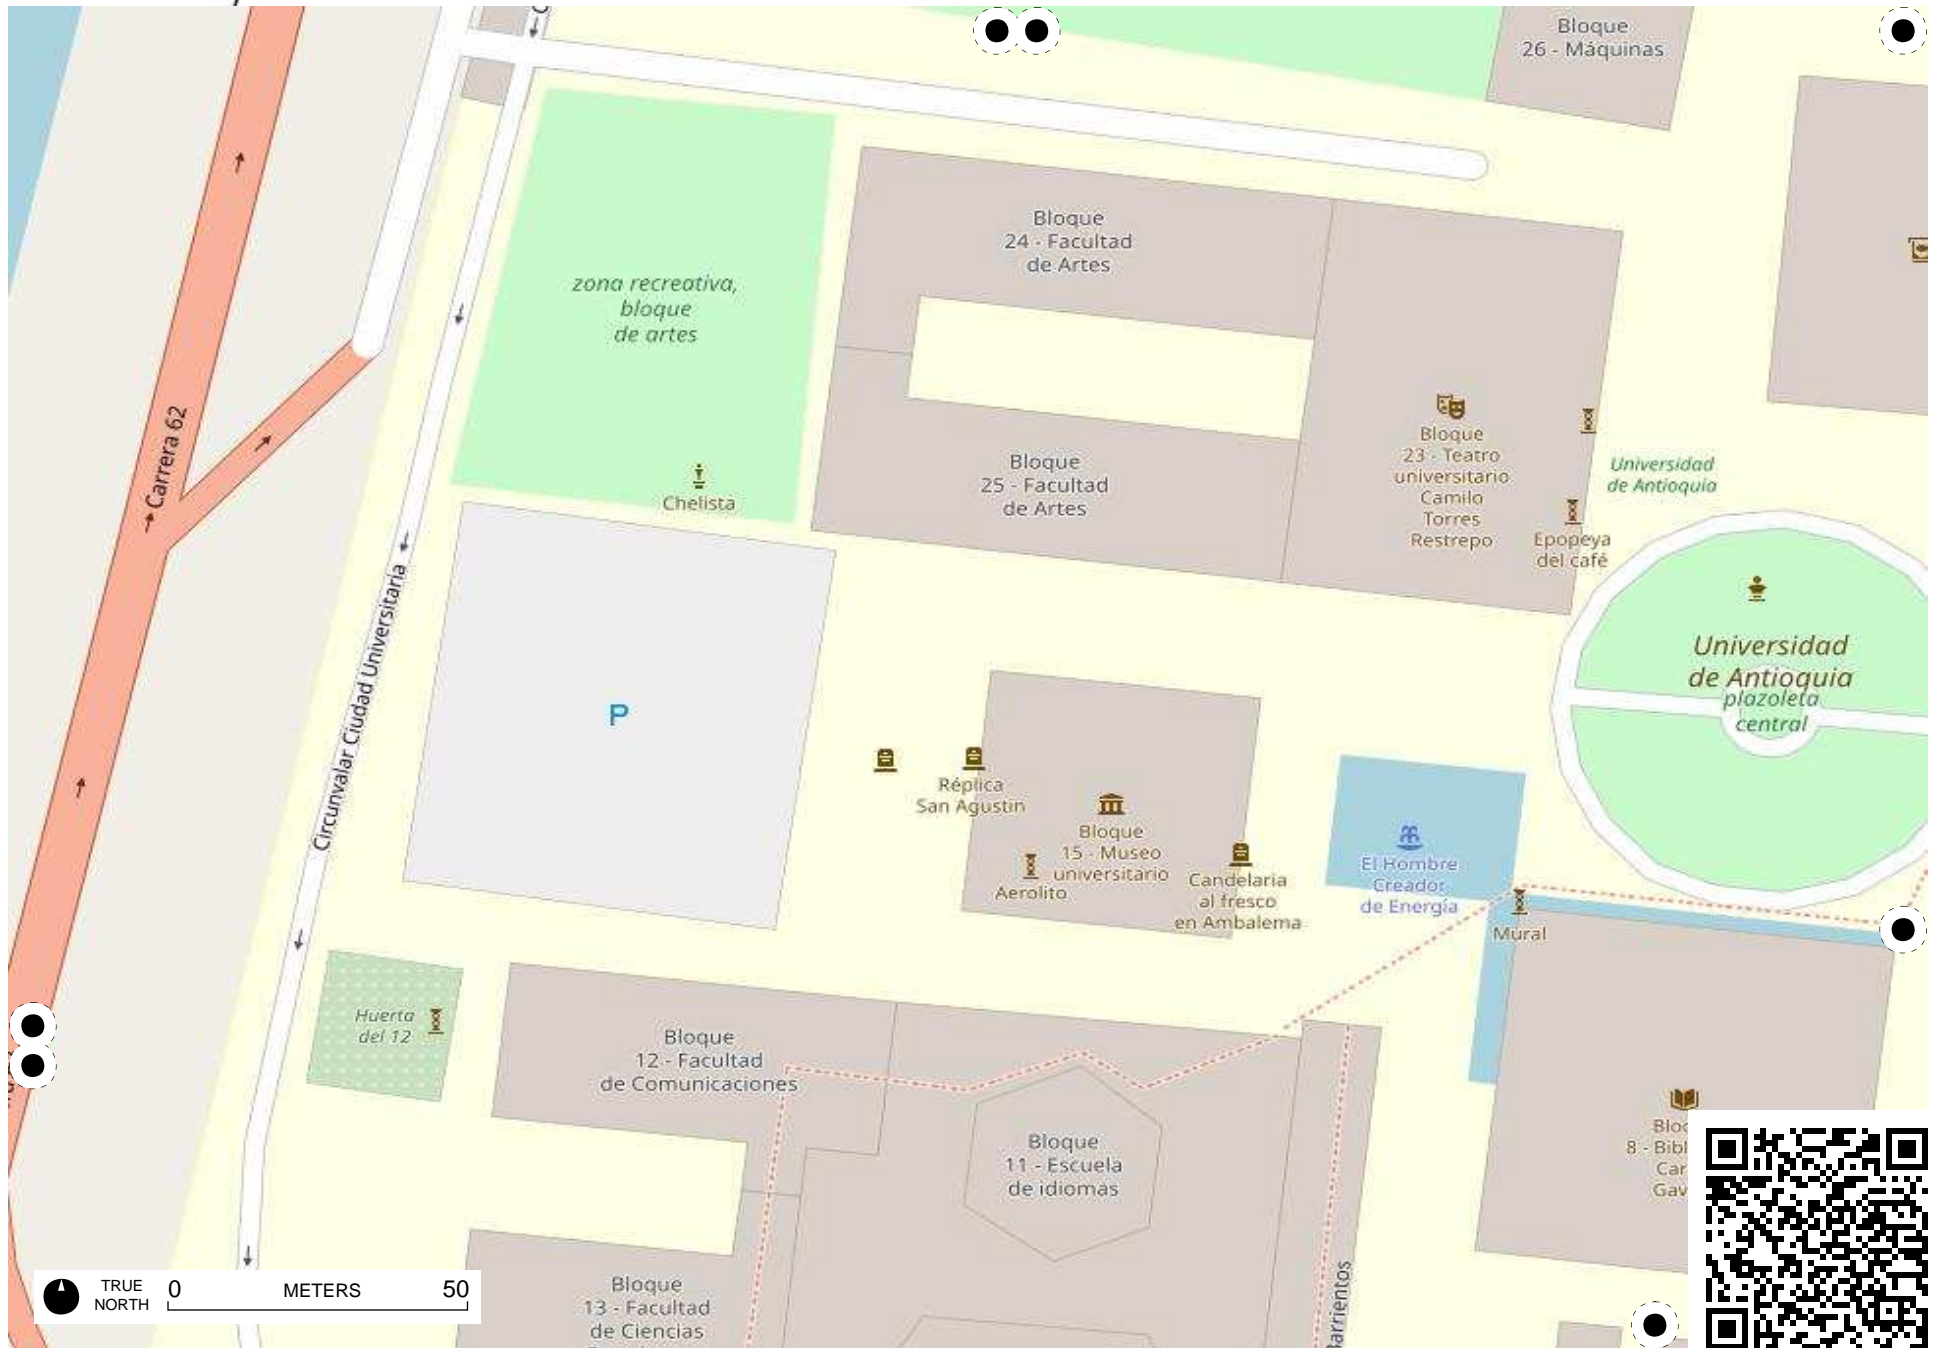 Bloque
26 - Máquinas
Bloque
24 - Facultad
de Artes
zona recreativa,
bloque
de artes
Carrera 62
Bloque
23 - Teatro
universitario
Camilo
Torres
Restrepo
Bloque
25 - Facultad
de Artes
Universidad
de Antioquia
Chelista
Epopeya
del café
Circunvalar Ciudad Universitaria
Universidad
de Antioquia
plazoleta
central
P
Réplica
San Agustin
Bloque
15 - Museo
universitario
Aerolito
Candelaria
al fresco
en Ambalema
El Hombre
Creador
de Energía
Mural
Huerta
del 12
Bloque
12 - Facultad
de Comunicaciones
Bloque
11 - Escuela
de idiomas
8 -
Barrientos
Bloque
13 - Facultad
de Ciencias
TRUE
NORTH
0 METERS 50